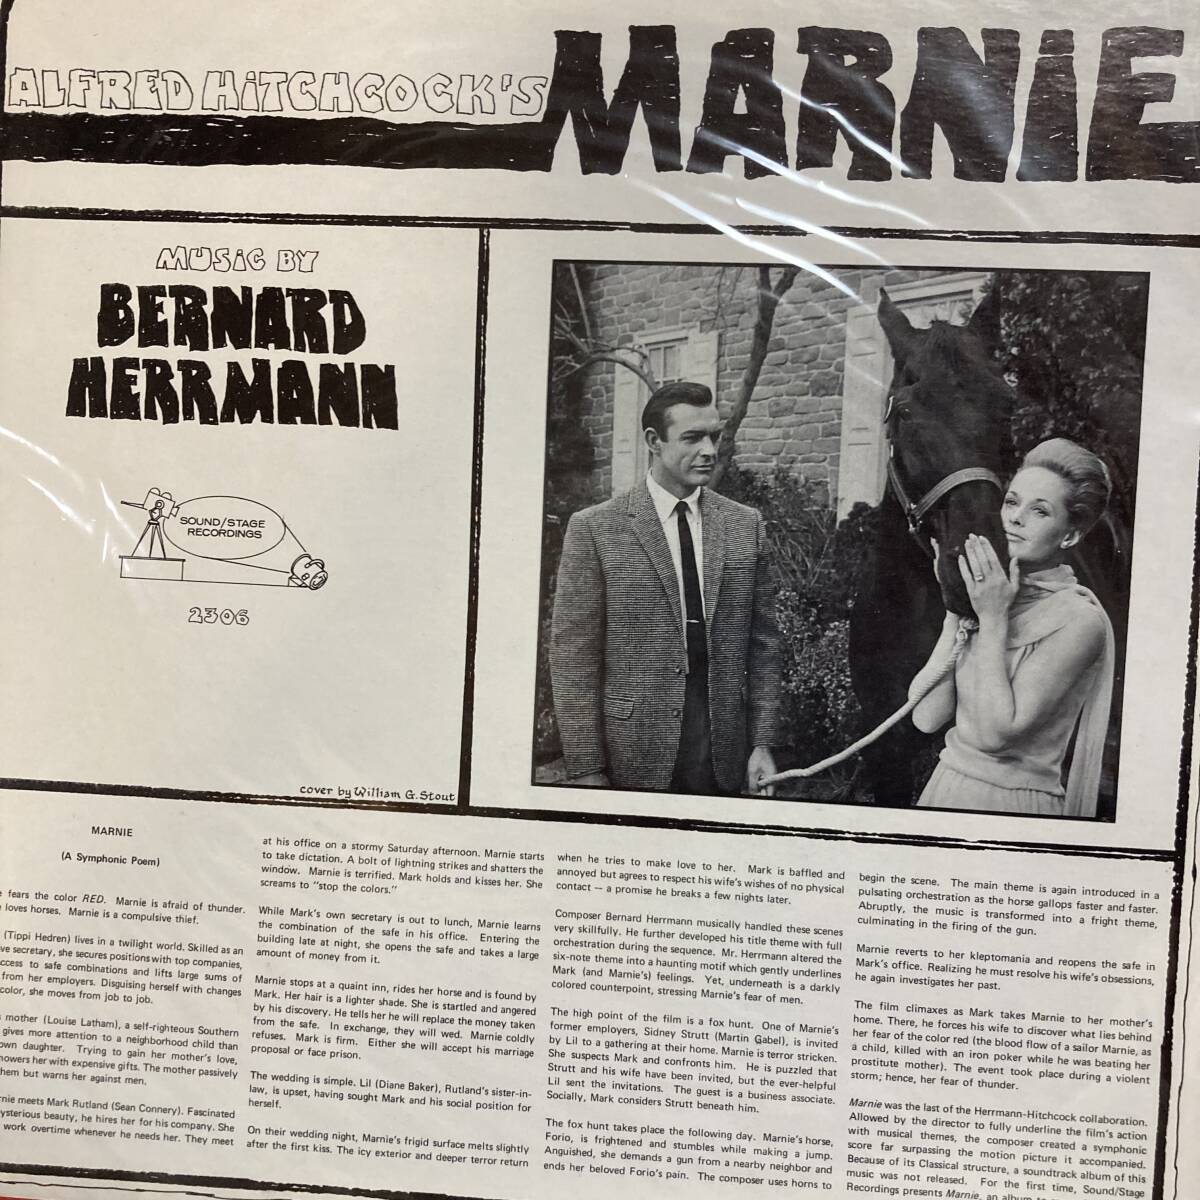 ALFRED HITCHCOCK'S
MARNIE
MUSIC BY
BERNARD
HERRMANN
SOUND/STAGE
RECORDINGS
2306
cover by William G. Stout
MARNIE
(A Symphonic Poem)
fears the color RED. Marnie is afraid of thunder.
loves horses. Marnie is a compulsive thief.
(Tippi Hedren) lives in a twilight world. Skilled as an
secretary, she secures positions with top companies,
to safe combinations and lifts large sums of
from her employers. Disguising herself with changes
color, she moves from job to job.
mother (Louise Latham), a self-righteous Southern
gives more attention to a neighborhood child than
own daughter. Trying to gain her mother's love,
her with expensive gifts. The mother passively
but warns her against men.
meets Mark Rutland (Sean Connery). Fascinated
beauty, he hires her for his company. She
work overtime whenever he needs her. They meet
at his office on a stormy Saturday afternoon. Marnie starts
to take dictation. A bolt of lightning strikes and shatters the
window. Marnie is terrified. Mark holds and kisses her. She
screams to "stop the colors."
While Mark's own secretary is out to lunch, Marnie learns
the combination of the safe in his office. Entering the
building late at night, she opens the safe and takes a large
amount of money from it.
Marnie stops at a quaint inn, rides her horse and is found by
Mark. Her hair is a lighter shade. She is startled and angered
by his discovery. He tells her he will replace the money taken
from the safe. In exchange, they will wed. Marnie coldly
refuses. Mark is firm. Either she will accept his marriage
proposal or face prison.
The wedding is simple. Lil (Diane Baker), Rutland's sister-in-
law, is upset, having sought Mark and his social position for
herself.
On their wedding night, Marnie's frigid surface melts slightly
after the first kiss. The icy exterior and deeper terror return
when he tries to make love to her. Mark is baffled and
annoyed but agrees to respect his wife's wishes of no physical
contact — a promise he breaks a few nights later.
Composer Bernard Herrmann musically handled these scenes
very skillfully. He further developed his title theme with full
orchestration during the sequence. Mr. Herrmann altered the
six-note theme into a haunting motif which gently underlines
Mark (and Marnie's) feelings. Yet, underneath is a darkly
colored counterpoint, stressing Marnie's fear of men.
The high point of the film is a fox hunt. One of Marnie's
former employers, Sidney Strutt (Martin Gabel), is invited
by Lil to a gathering at their home. Marnie is terror stricken.
She suspects Mark and confronts him. He is puzzled that
Strutt and his wife have been invited, but the ever-helpful
Lil sent the invitations. The guest is a business associate.
Socially, Mark considers Strutt beneath him.
The fox hunt takes place the following day. Marnie's horse,
Forio, is frightened and stumbles while making a jump.
Anguished, she demands a gun from a nearby neighbor and
ends her beloved Forio's pain. The composer uses horns to
begin the scene. The main theme is again introduced in a
pulsating orchestration as the horse gallops faster and faster.
Abruptly, the music is transformed into a fright theme,
culminating in the firing of the gun.
Marnie reverts to her kleptomania and reopens the safe in
Mark's office. Realizing he must resolve his wife's obsessions,
he again investigates her past.
The film climaxes as Mark takes Marnie to her mother's
home. There, he forces his wife to discover what lies behind
her fear of the color red (the blood flow of a sailor Marnie, as
a child, killed with an iron poker while he was beating her
prostitute mother). The event took place during a violent
storm; hence, her fear of thunder.
Marnie was the last of the Herrmann-Hitchcock collaboration.
Allowed by the director to fully underline the film's action
with musical themes, the composer created a symphonic
score far surpassing the motion picture it accompanied.
Because of its Classical structure, a soundtrack album of this
music was not released. For the first time, Sound/Stage
Recordings presents Marnie, an album